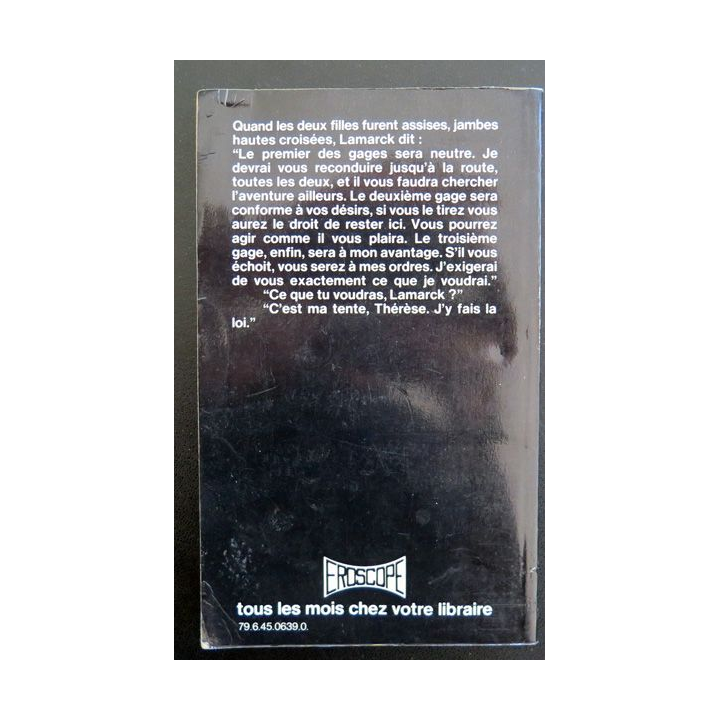 Quand les deux filles furent assises, jambes
hautes croisées, Lamarck dit :
"Le premier des gages sera neutre. Je
devrai vous reconduire jusqu'à la route,
toutes les deux, et il vous faudra chercher
l'aventure ailleurs. Le deuxième gage sera
conforme à vos désirs, si vous le tirez vous
aurez le droit de rester ici. Vous pourrez
agir comme il vous plaira. Le troisième
gage, enfin, sera à mon avantage. S'il vous
échoit, vous serez à mes ordres. J'exigerai
de vous exactement ce que je voudrai."
"Ce que tu voudras, Lamarck ?"
"C'est ma tente, Thérèse. J'y fais la
loi."
EROSCOPE
tous les mois chez votre libraire
79.6.45.0639.0.